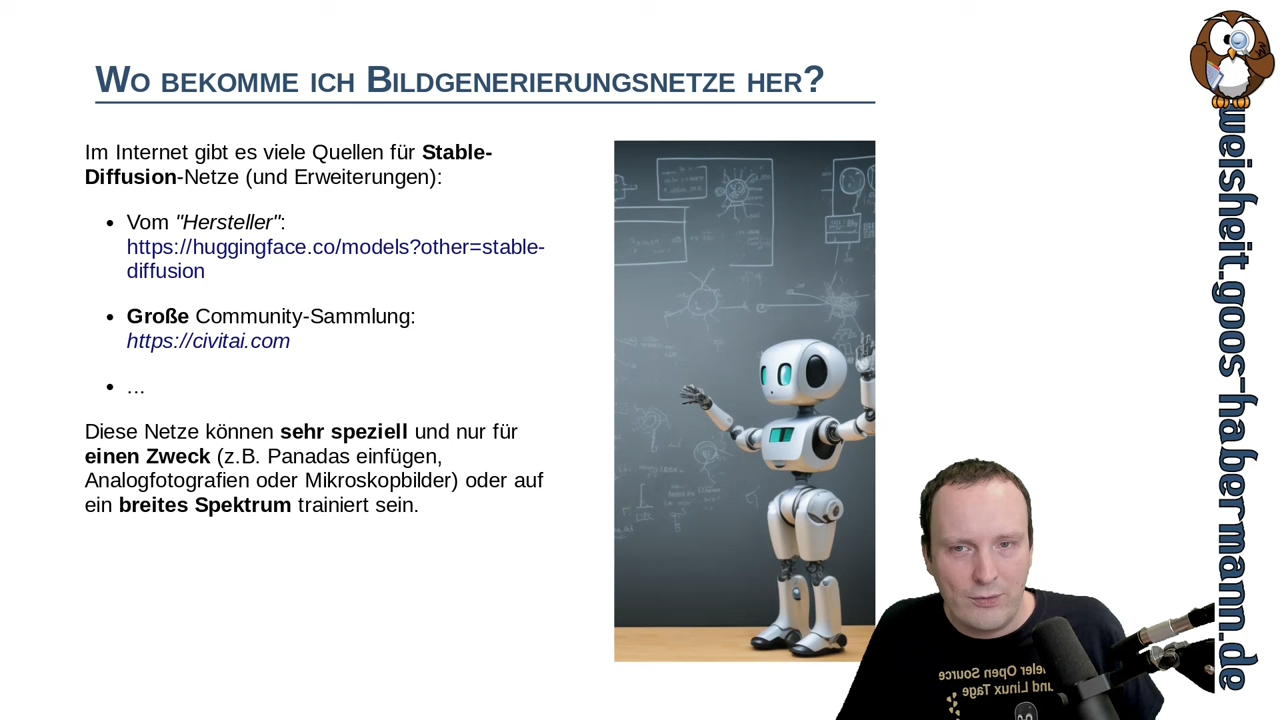 Wo bekomme ich Bildgenerierungsnetze her?
Im Internet gibt es viele Quellen für Stable-
Diffusion-Netze (und Erweiterungen):
• Vom "Hersteller":
https://huggingface.co/models?other=stable-
diffusion
• Große Community-Sammlung:
https://civitai.com
• ...
Diese Netze können sehr speziell und nur für
einen Zweck (z.B. Panadas einfügen,
Analogfotografien oder Mikroskopbilder) oder auf
ein breites Spektrum trainiert sein.
weisheit.goos-habermann.de
ieler Open Source
und Linux Tage